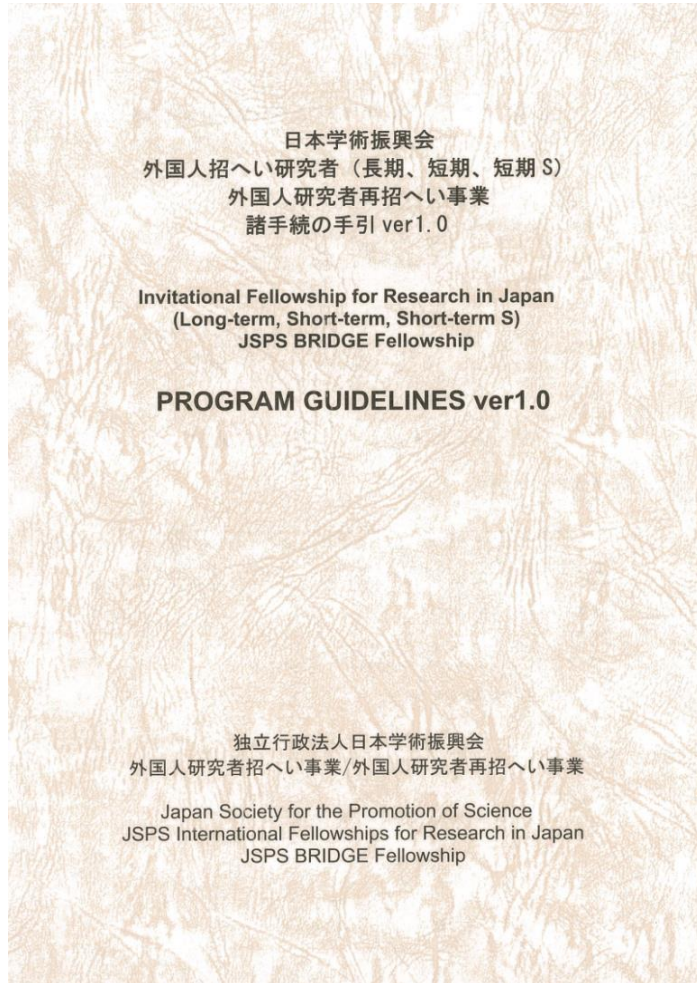 日本学術振興会
外国人招へい研究者（長期、短期、短期 S）
外国人研究者再招へい事業
諸手続の手引 ver1.0
Invitational Fellowship for Research in Japan
(Long-term, Short-term, Short-term S)
JSPS BRIDGE Fellowship
PROGRAM GUIDELINES ver1.0
独立行政法人日本学術振興会
外国人研究者招へい事業/外国人研究者再招へい事業
Japan Society for the Promotion of Science
JSPS International Fellowships for Research in Japan
JSPS BRIDGE Fellowship